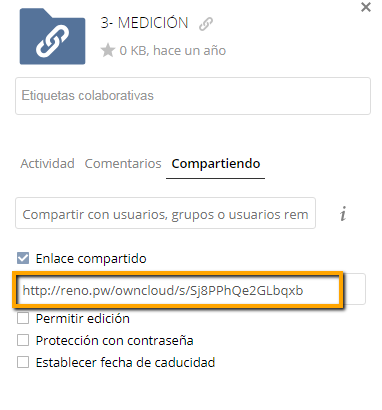 3- MEDICIÓN
0 KB, hace un año
Etiquetas colaborativas
Actividad Comentarios Compartiendo
Compartir con usuarios, grupos o usuarios rem
i
Enlace compartido
http://reno.pw/owncloud/s/Sj8PPhQe2GLbqxb
Permitir edición
Protección con contraseña
Establecer fecha de caducidad